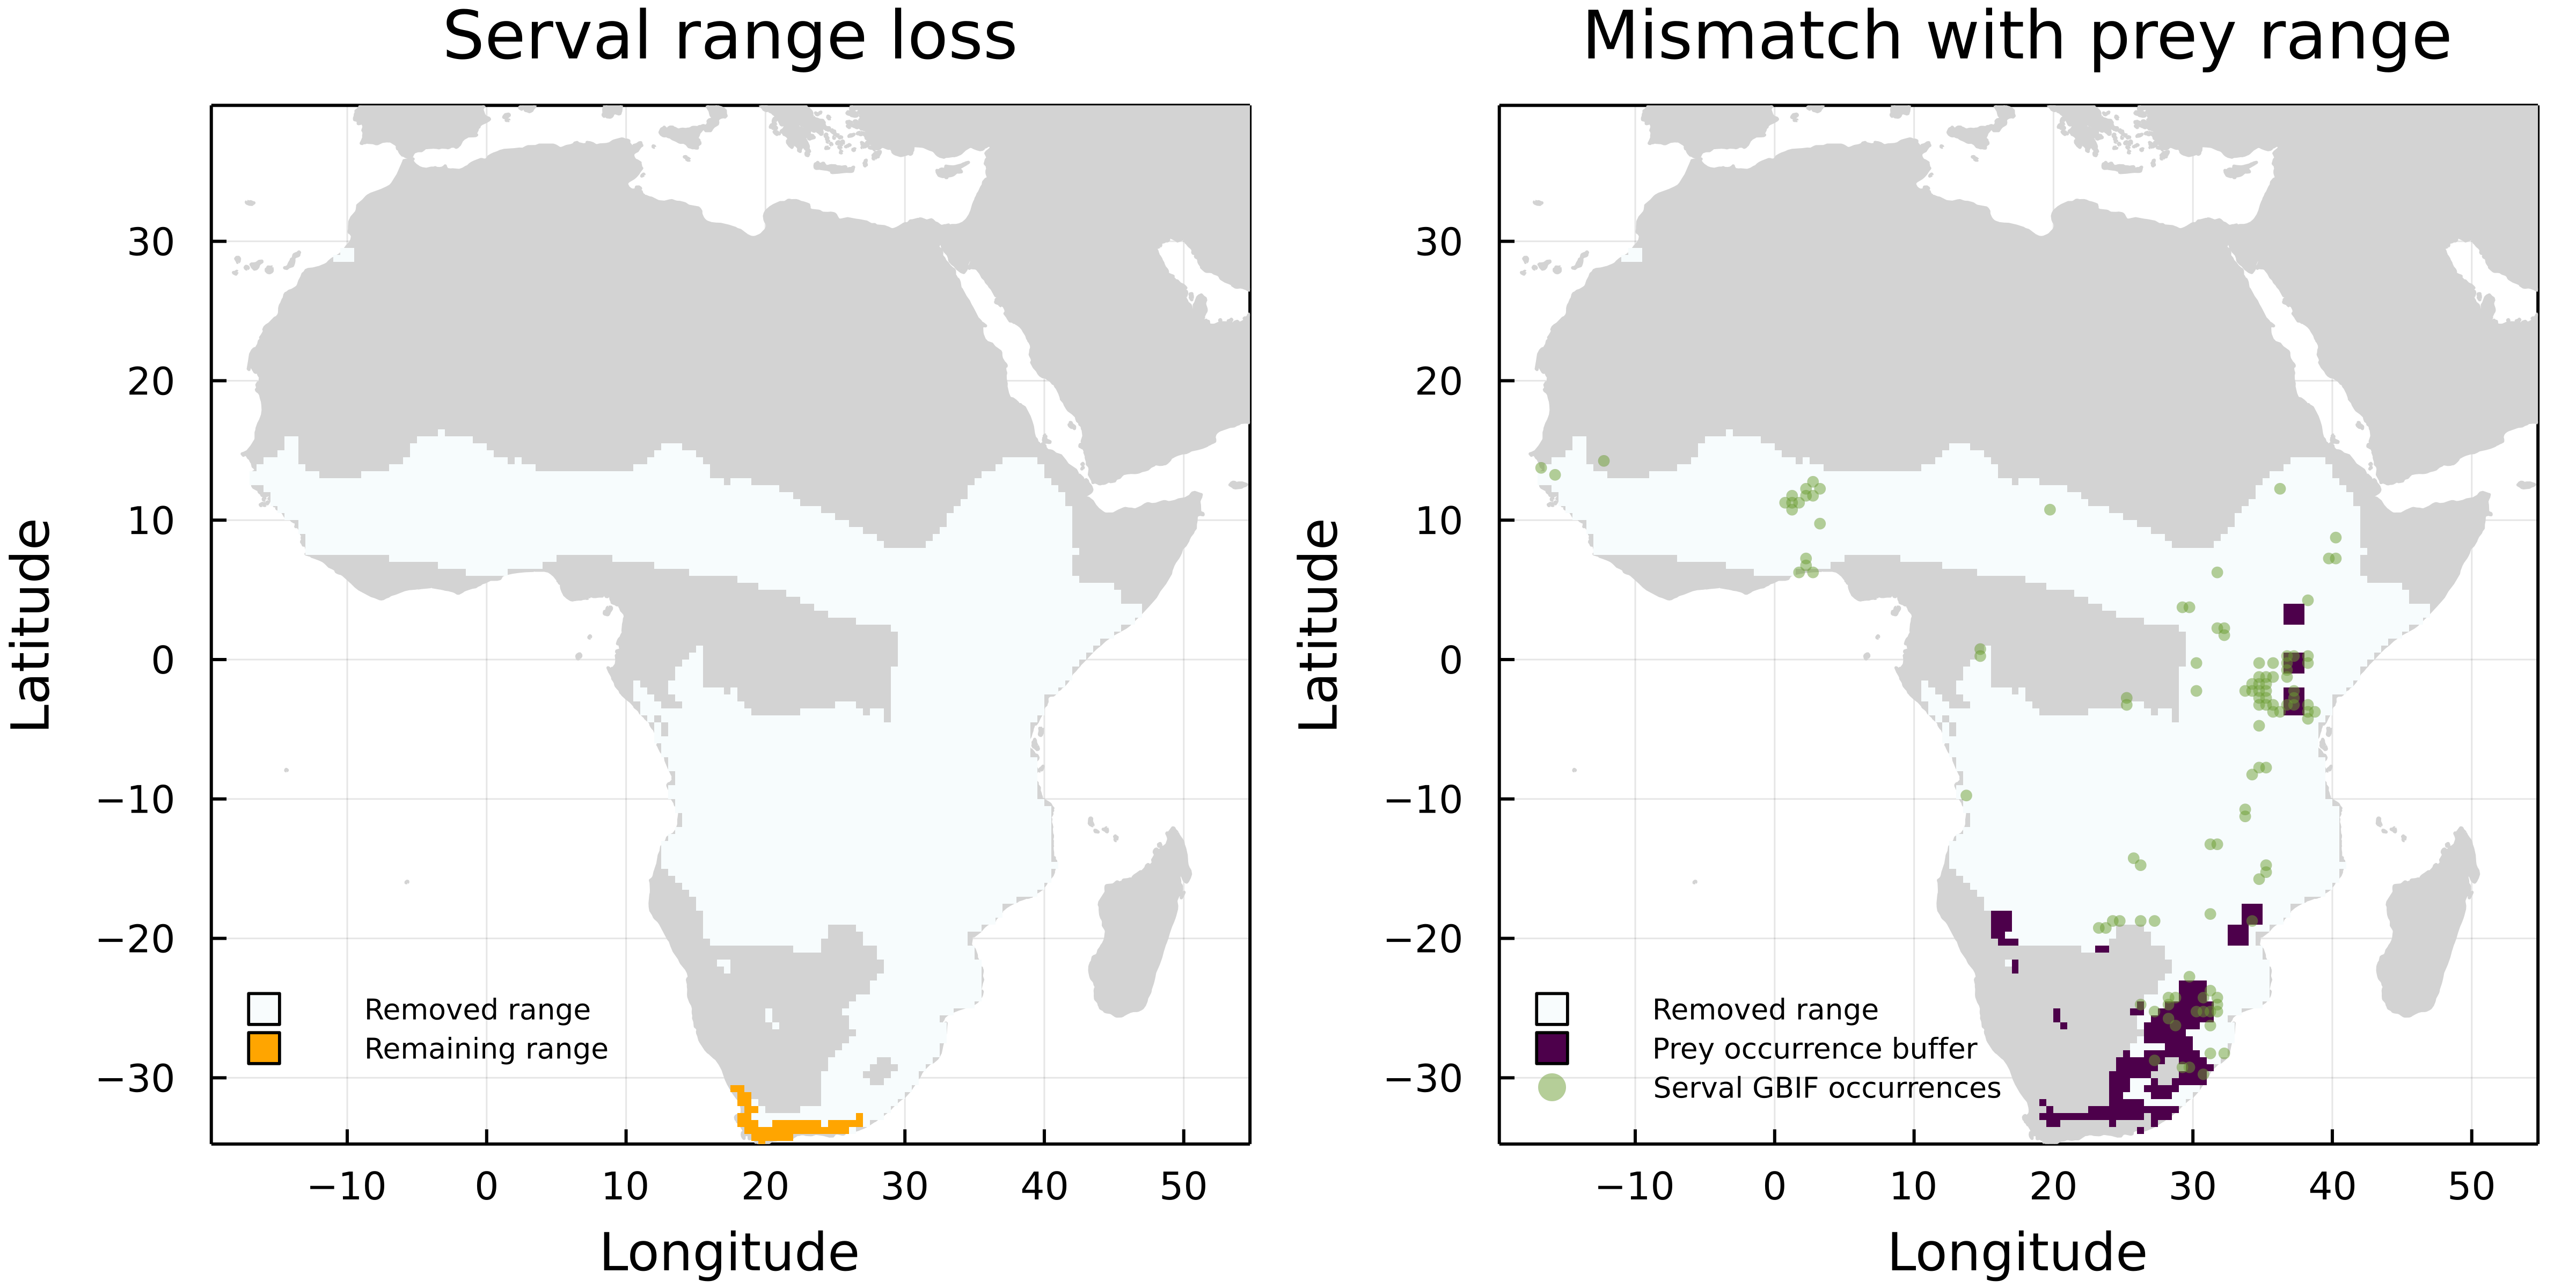 Serval range loss
Mismatch with prey range
Latitude
30
20
10
0
−10
−20
−30
Removed range
Remaining range
−10 0 10 20 30 40 50
Longitude
Latitude
30
20
10
0
−10
−20
−30
Removed range
Prey occurrence buffer
Serval GBIF occurrences
−10 0 10 20 30 40 50
Longitude